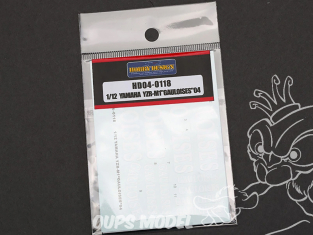 HOBBY DESIGN
HD04-0118
1/12 YAMAHA YZR-M1"GAULOISES"04
OUPS MODEL